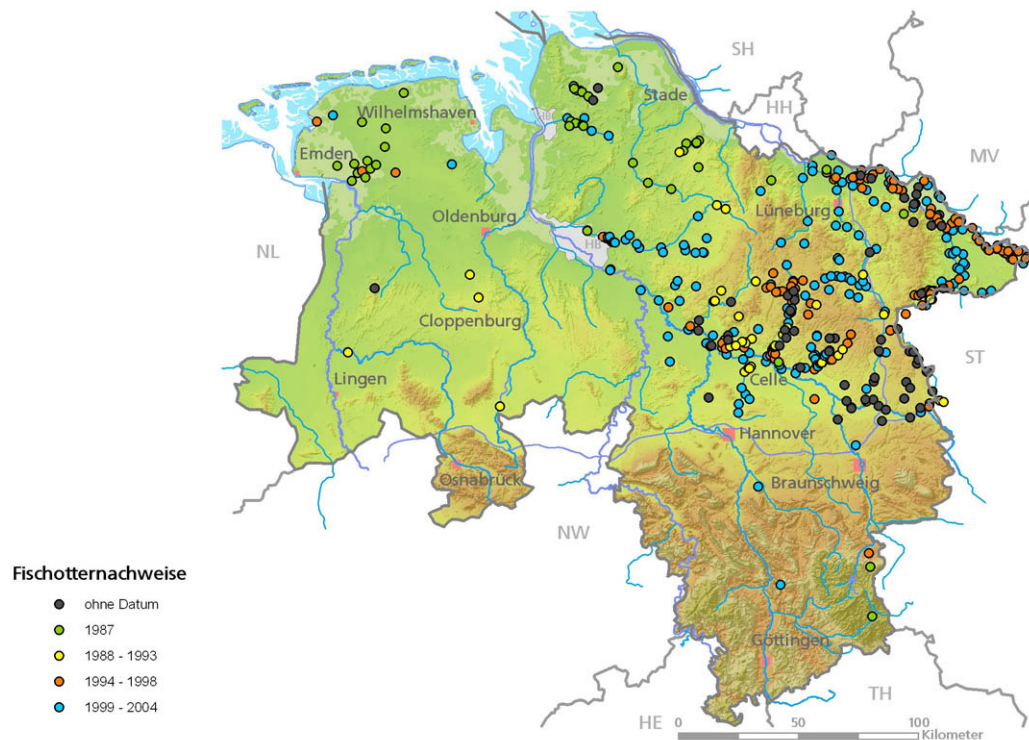 SH
HH
MV
Wilhelmshaven
Stade
HB
Emden
Lüneburg
Oldenburg
HB
NL
Cloppenburg
ST
Lingen
Celle
Hannover
Osnabrück
Braunschweig
NW
Göttingen
TH
HE
Fischotternachweise
ohne Datum
1987
1988 - 1993
1994 - 1998
1999 - 2004
0 50 100
Kilometer